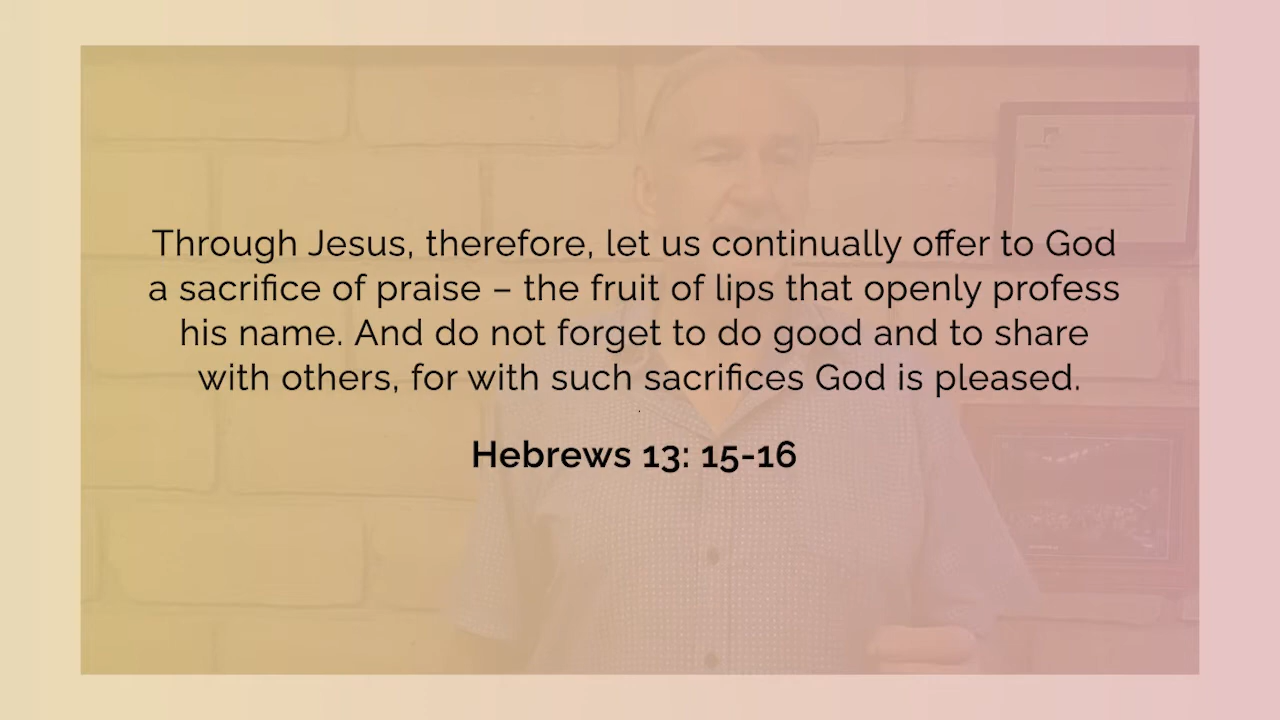 Through Jesus, therefore, let us continually offer to God
a sacrifice of praise – the fruit of lips that openly profess
his name. And do not forget to do good and to share
with others, for with such sacrifices God is pleased.
Hebrews 13: 15-16